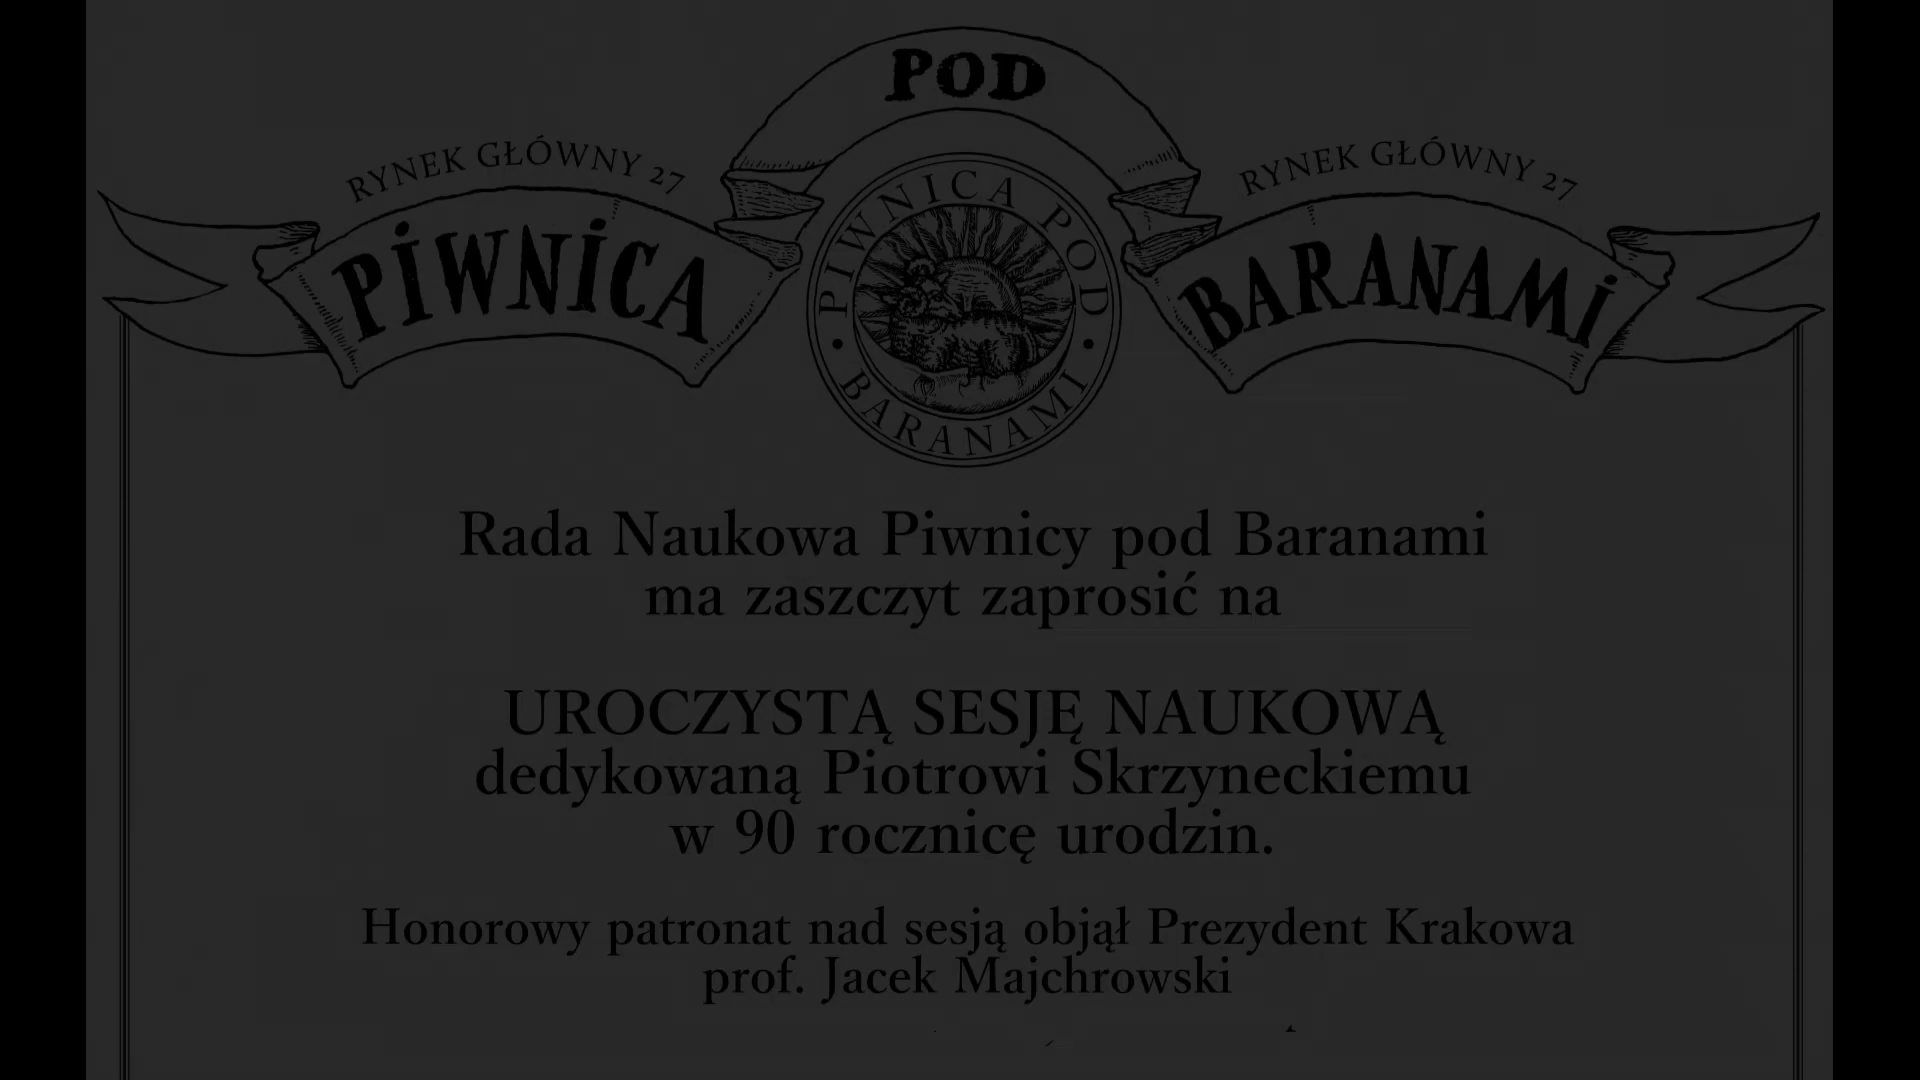 POD
RYNEK GŁÓWNY 27
RYNEK GŁÓWNY 27
PIWNICA
BARANAMI
PIWNICA POD
BARANAMI
Rada Naukowa Piwnicy pod Baranami
ma zaszczyt zaprosić na
UROCZYSTĄ SESJĘ NAUKOWĄ
dedykowaną Piotrowi Skrzyneckiemu
w 90 rocznicę urodzin.
Honorowy patronat nad sesją objął Prezydent Krakowa
prof. Jacek Majchrowski